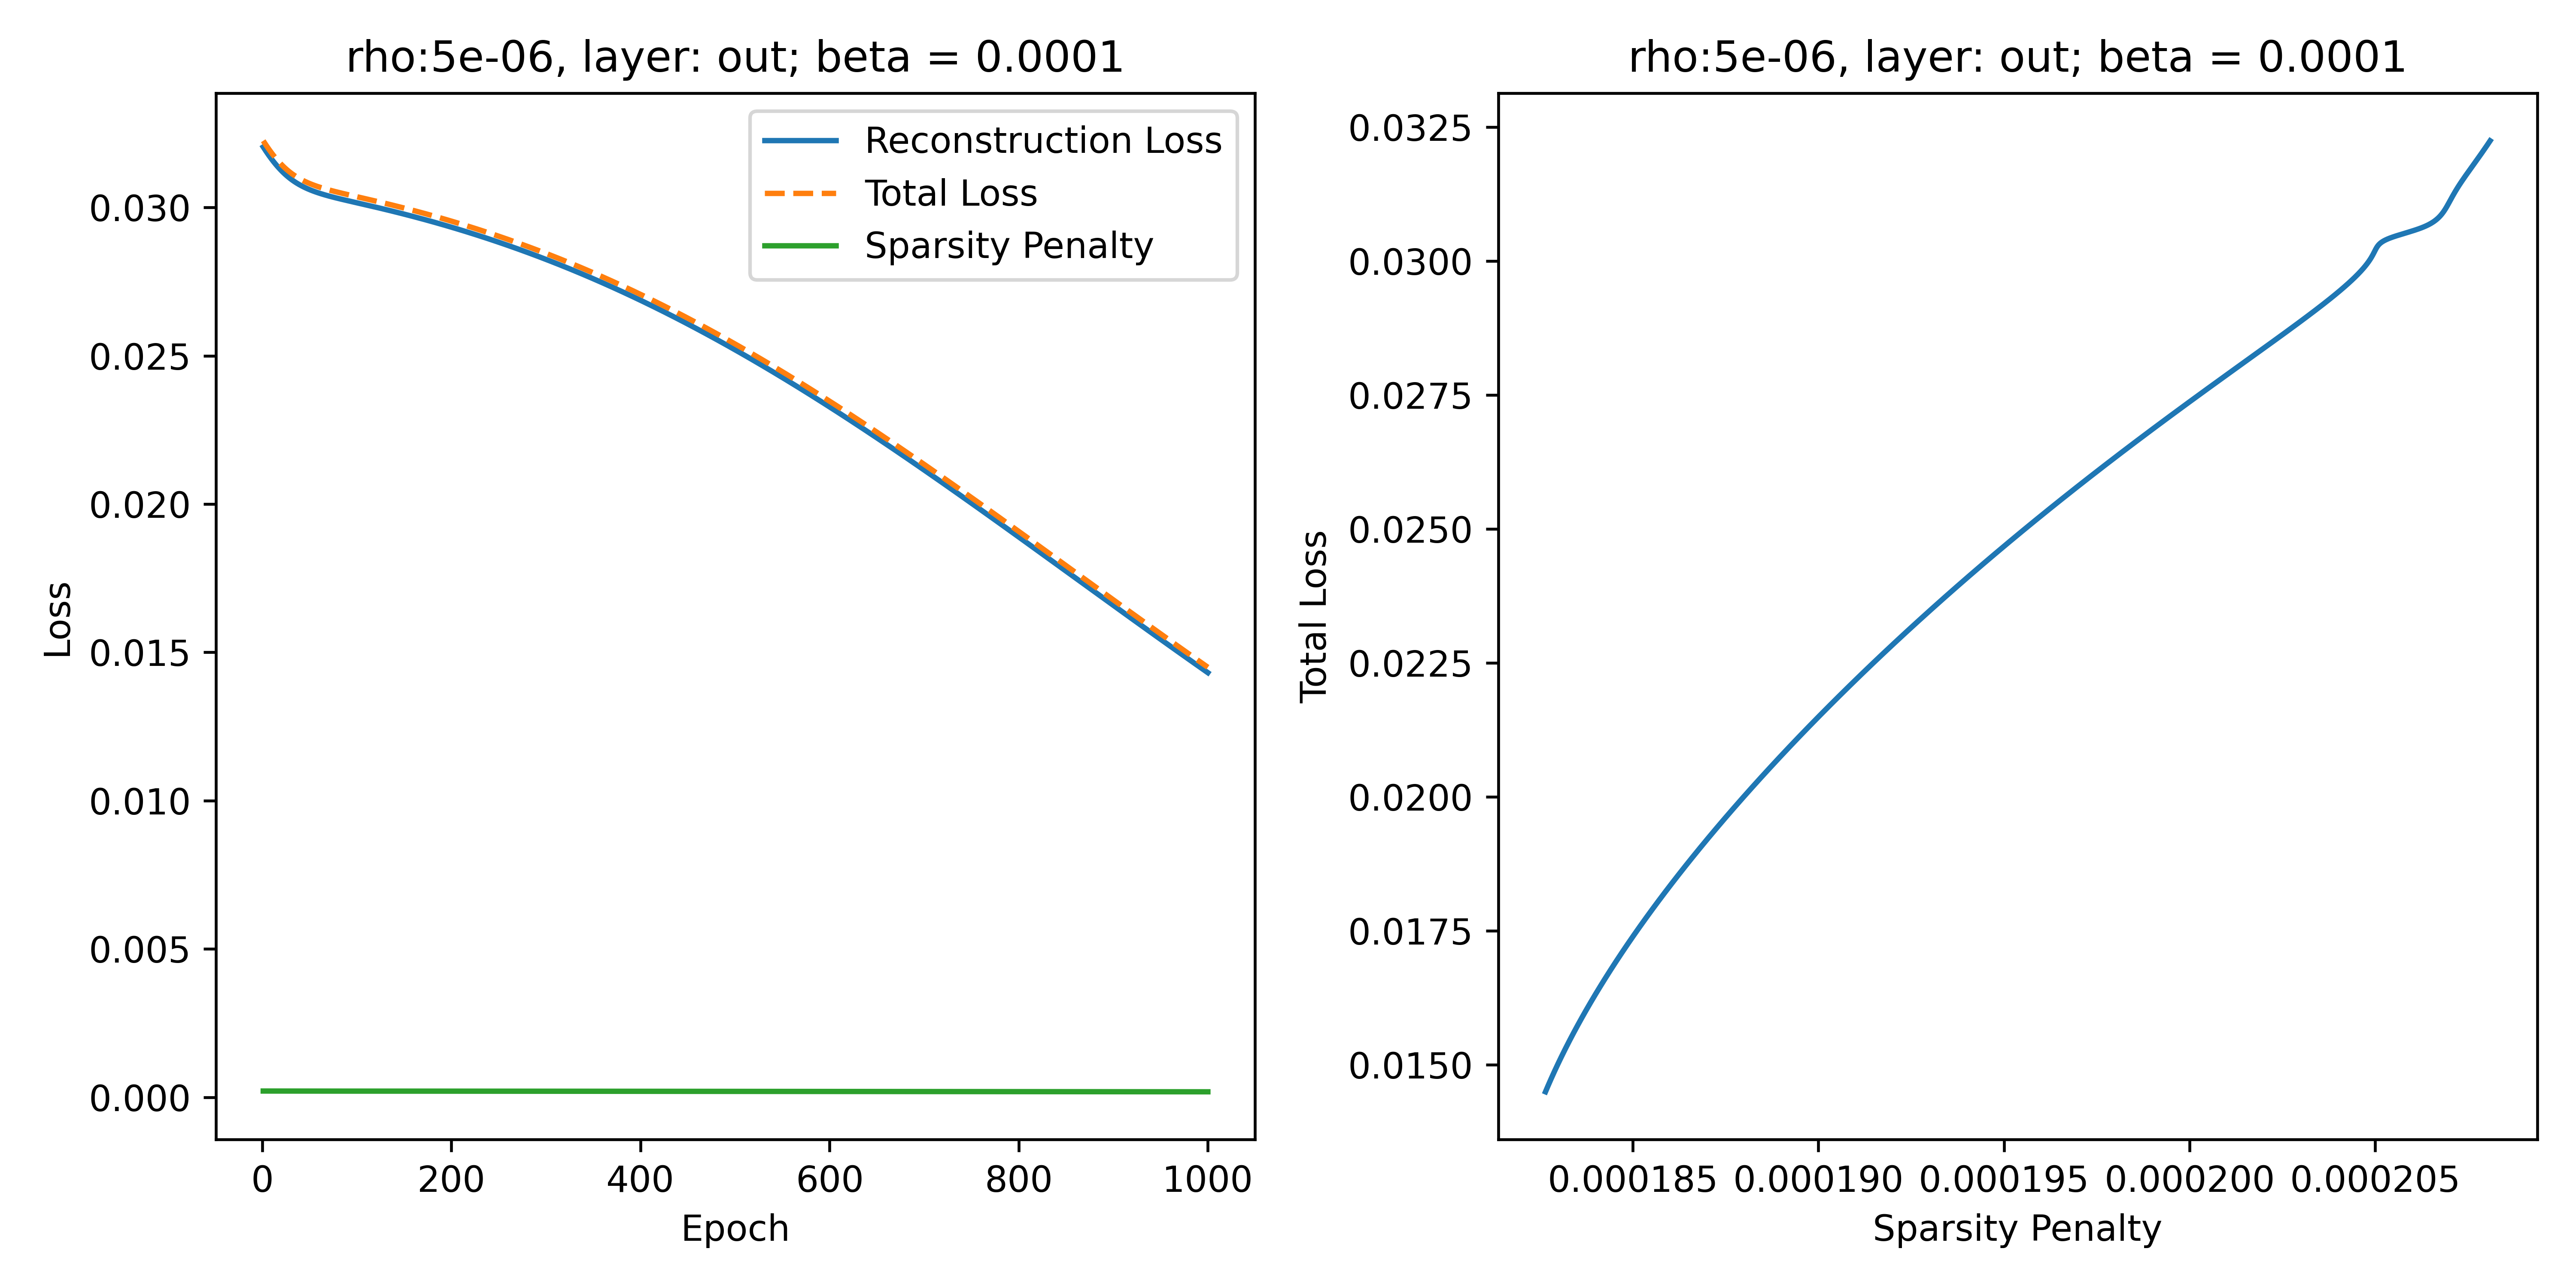 rho:5e-06, layer: out; beta = 0.0001
Reconstruction Loss
Total Loss
Sparsity Penalty
Loss
0.030
0.025
0.020
0.015
0.010
0.005
0.000
0 200 400 600 800 1000
Epoch
rho:5e-06, layer: out; beta = 0.0001
Total Loss
0.0325
0.0300
0.0275
0.0250
0.0225
0.0200
0.0175
0.0150
0.000185 0.000190 0.000195 0.000200 0.000205
Sparsity Penalty